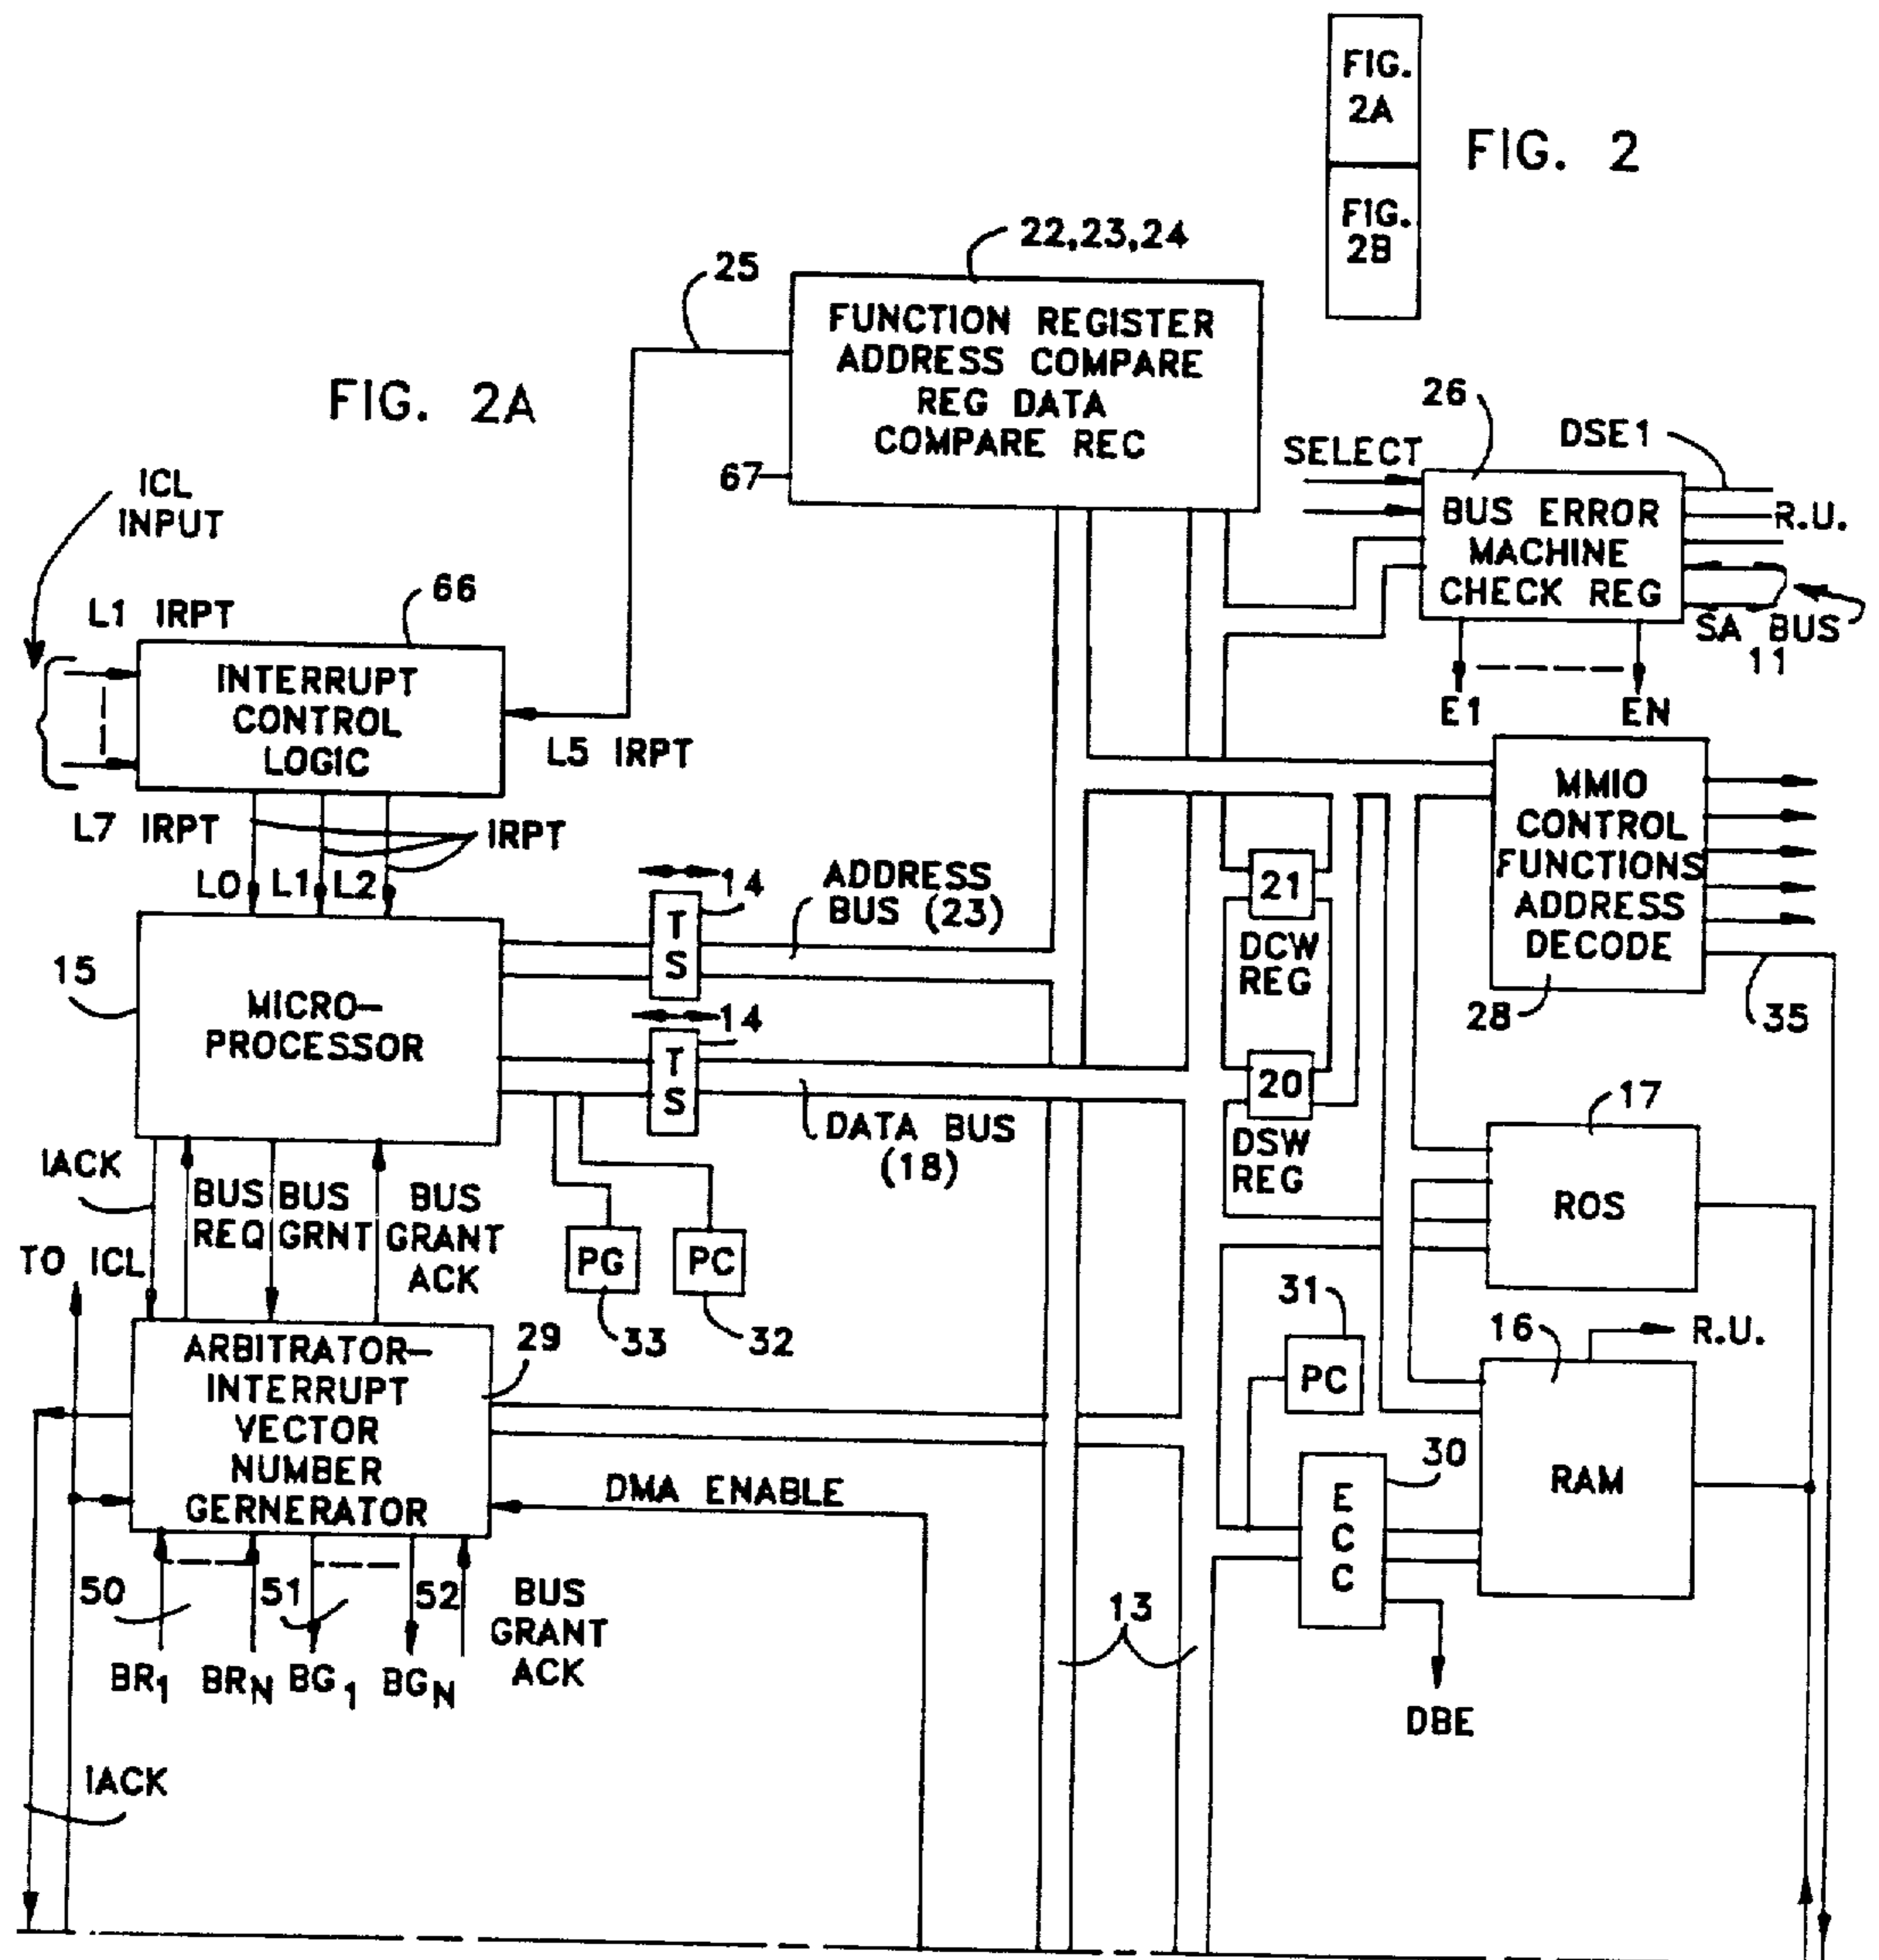 FIG.
2A
FIG. 2
FIG.
2B
22,23,24
25
FUNCTION REGISTER
ADDRESS COMPARE
REG DATA
COMPARE REC
67
FIG. 2A
26
DSE1
SELECT
BUS ERROR
MACHINE
CHECK REG
R.U.
SA BUS
11
E1
EN
ICL
INPUT
66
L1 IRPT
INTERRUPT
CONTROL
LOGIC
L5 IRPT
L7 IRPT
IRPT
L0
L1
L2
MMIO
CONTROL
FUNCTIONS
ADDRESS
DECODE
28
35
14
T
S
ADDRESS
BUS (23)
21
DCW
REG
15
MICRO-
PROCESSOR
14
T
S
DATA BUS
(18)
20
DSW
REG
17
ROS
IACK
BUS
REQ
BUS
GRNT
BUS
GRANT
ACK
TO ICL
PG
PC
33
32
31
PC
16
R.U.
RAM
29
ARBITRATOR-
INTERRUPT
VECTOR
NUMBER
GERNERATOR
DMA ENABLE
30
E
C
C
50
51
52
BUS
GRANT
ACK
BR1
BRN
BG1
BGN
13
DBE
IACK